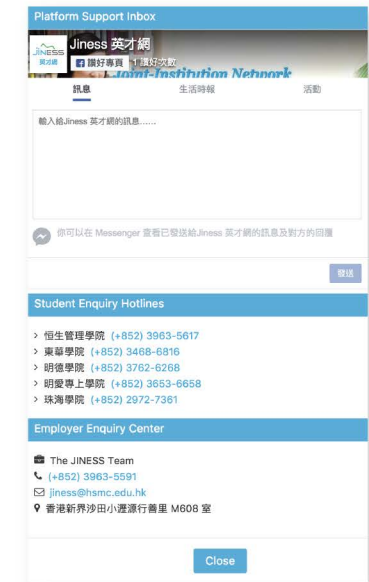 Platform Support Inbox
JINESS
英才網
Jiness 英才網
讚好專頁 1 讚好次數
Joint-Institution Network
訊息 生活時報 活動
輸入給Jiness 英才網的訊息……
你可以在 Messenger 查看已發送給Jiness 英才網的訊息及對方的回覆
發送
Student Enquiry Hotlines
> 恒生管理學院 (+852) 3963-5617
> 東華學院 (+852) 3468-6816
> 明德學院 (+852) 3762-6268
> 明愛專上學院 (+852) 3653-6658
> 珠海學院 (+852) 2972-7361
Employer Enquiry Center
The JINESS Team
(+852) 3963-5591
jiness@hsmc.edu.hk
香港新界沙田小瀝源行善里 M608 室
Close